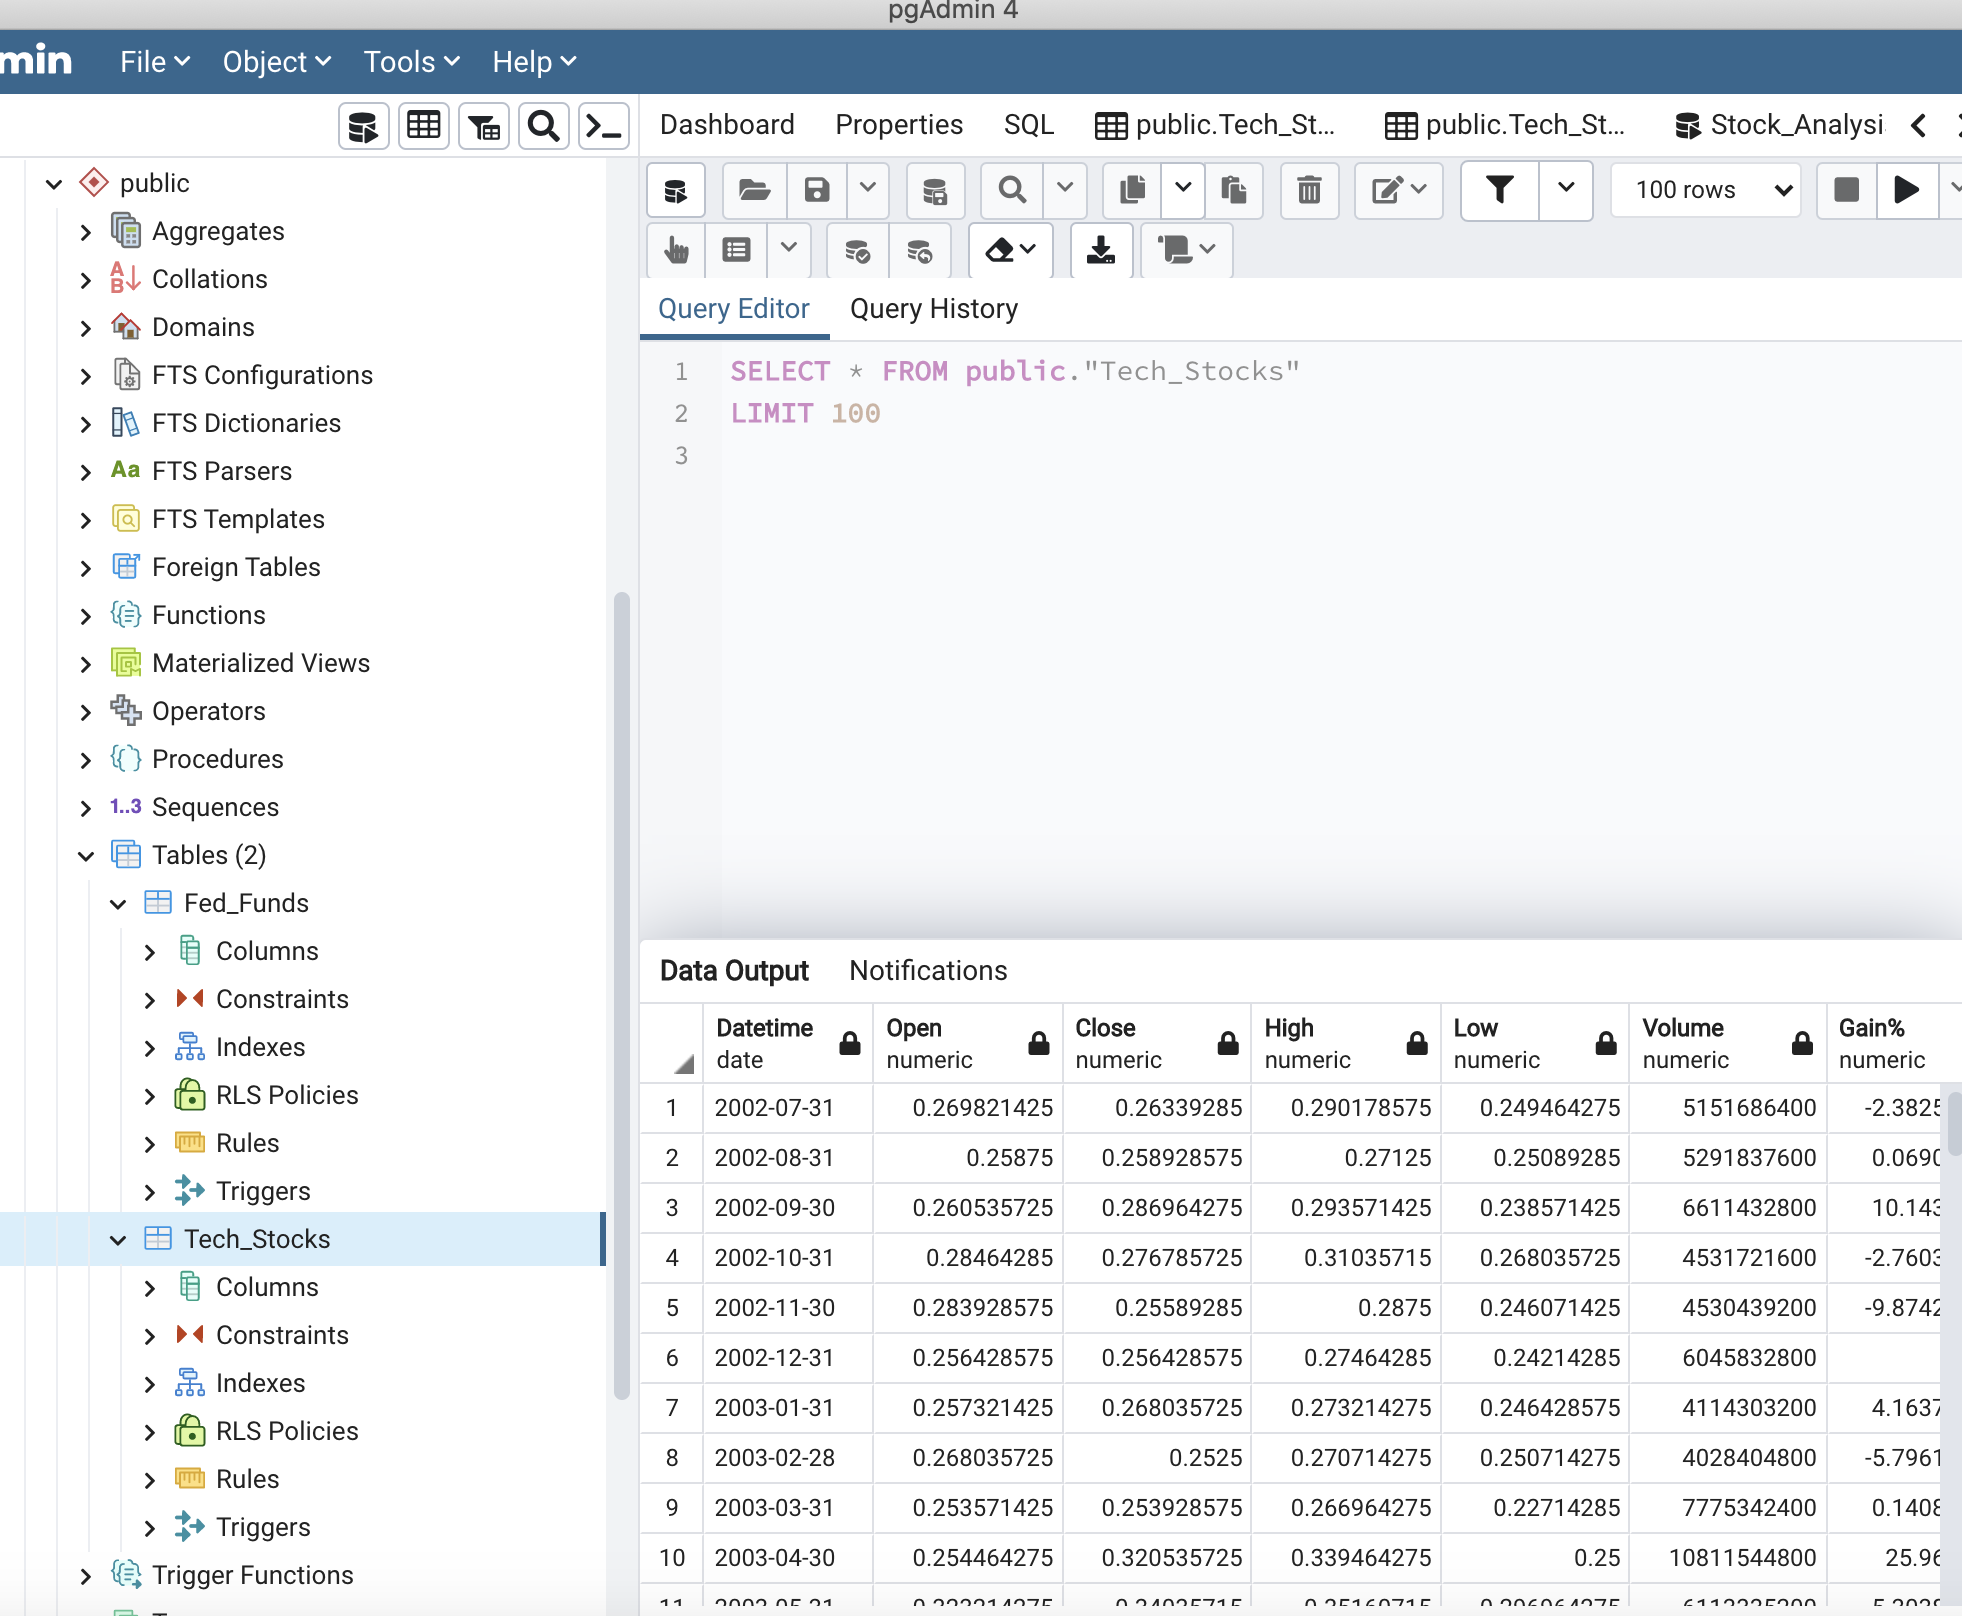 pgAdmin 4
min File Object Tools Help
Dashboard Properties SQL public.Tech_St... public.Tech_St... Stock_Analysi
100 rows
public
Aggregates
Collations
Domains
FTS Configurations
FTS Dictionaries
Aa FTS Parsers
FTS Templates
Foreign Tables
Functions
Materialized Views
Operators
Procedures
1..3 Sequences
Tables (2)
Fed_Funds
Columns
Constraints
Indexes
RLS Policies
Rules
Triggers
Tech_Stocks
Columns
Constraints
Indexes
RLS Policies
Rules
Triggers
Trigger Functions
Query Editor Query History
1 SELECT * FROM public."Tech_Stocks"
2 LIMIT 100
3
Data Output Notifications
Datetime Open Close High Low Volume Gain%
date numeric numeric numeric numeric numeric numeric
1 2002-07-31 0.269821425 0.26339285 0.290178575 0.249464275 5151686400 -2.3825
2 2002-08-31 0.25875 0.258928575 0.27125 0.25089285 5291837600 0.0690
3 2002-09-30 0.260535725 0.286964275 0.293571425 0.238571425 6611432800 10.143
4 2002-10-31 0.28464285 0.276785725 0.31035715 0.268035725 4531721600 -2.7603
5 2002-11-30 0.283928575 0.25589285 0.2875 0.246071425 4530439200 -9.8742
6 2002-12-31 0.256428575 0.256428575 0.27464285 0.24214285 6045832800
7 2003-01-31 0.257321425 0.268035725 0.273214275 0.246428575 4114303200 4.1637
8 2003-02-28 0.268035725 0.2525 0.270714275 0.250714275 4028404800 -5.7961
9 2003-03-31 0.253571425 0.253928575 0.266964275 0.22714285 7775342400 0.1408
10 2003-04-30 0.254464275 0.320535725 0.339464275 0.25 10811544800 25.96